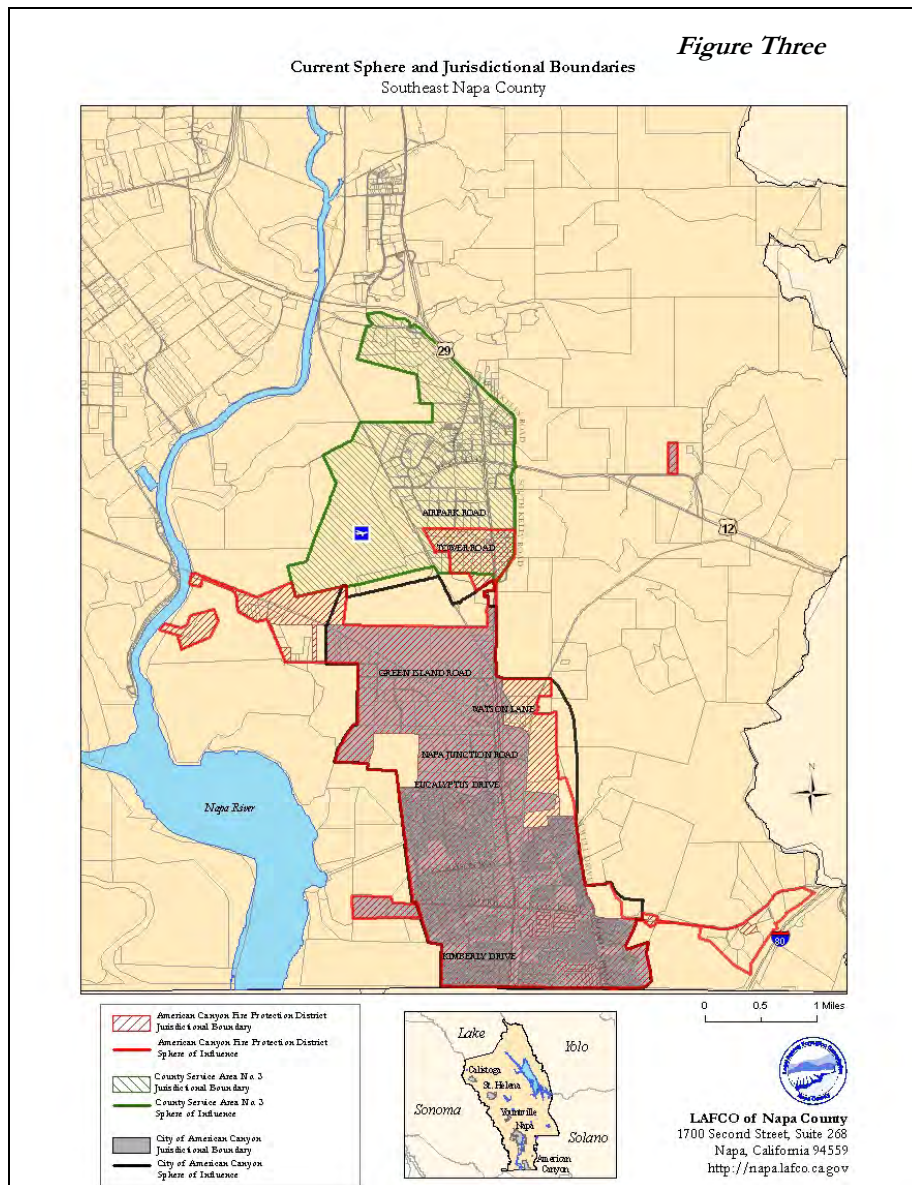 Figure Three
Current Sphere and Jurisdictional Boundaries
Southeast Napa County
29
AIRPARK ROAD
SOUTH KELLY ROAD
12
TOWER ROAD
GREEN ISLAND ROAD
WATSON LANE
NAPA JUNCTION ROAD
EUCALYPTUS DRIVE
N
Napa River
80
KIMBERLY DRIVE
0 0.5 1 Miles
American Canyon Fire Protection District
Jurisdictional Boundary
American Canyon Fire Protection District
Sphere of Influence
County Service Area No. 3
Jurisdictional Boundary
County Service Area No. 3
Sphere of Influence
City of American Canyon
Jurisdictional Boundary
City of American Canyon
Sphere of Influence
Lake
Yolo
Calistoga
St. Helena
Sonoma
Yountville
Napa
Solano
American
Canyon
Napa County
LAFCO of Napa County
1700 Second Street, Suite 268
Napa, California 94559
http://napa.lafco.ca.gov